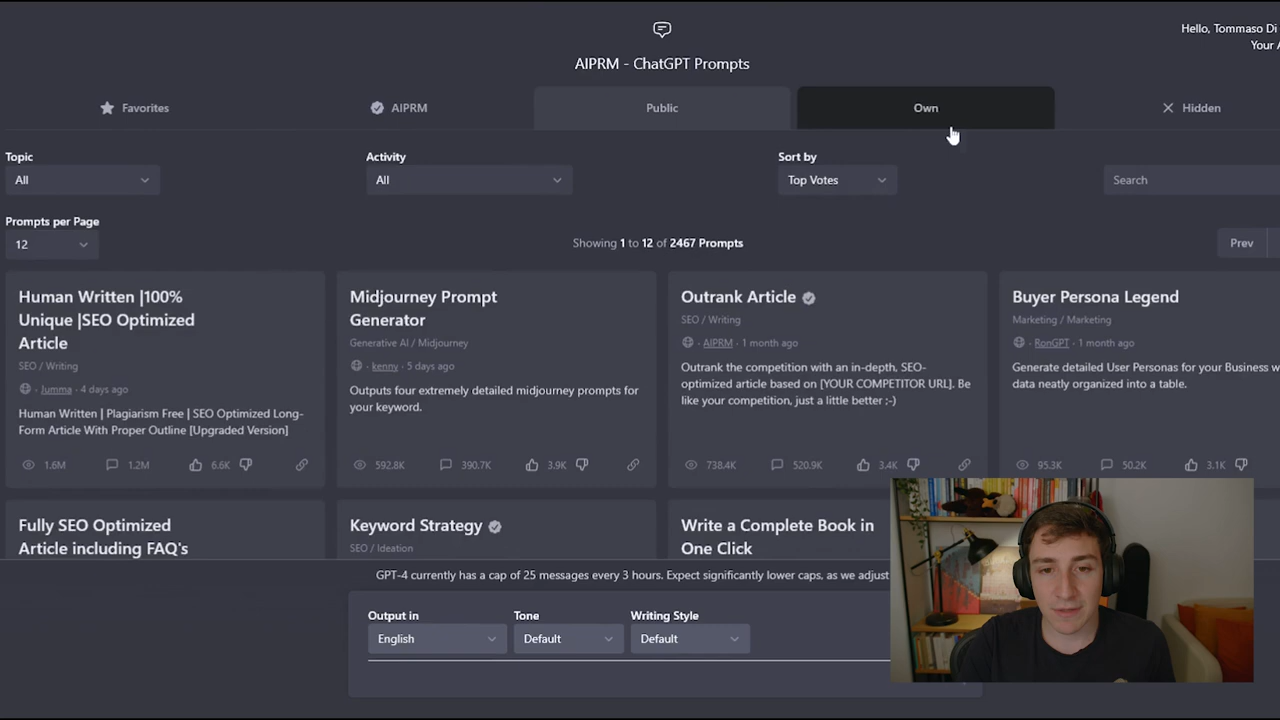 Hello, Tommaso Di
Your
AIPRM - ChatGPT Prompts
Favorites
AIPRM
Public
Own
Hidden
Topic
Activity
Sort by
All
All
Top Votes
Search
Prompts per Page
12
Showing 1 to 12 of 2467 Prompts
Prev
Human Written |100%
Unique |SEO Optimized
Article
SEO / Writing
· Jumma · 4 days ago
Human Written | Plagiarism Free | SEO Optimized Long-
Form Article With Proper Outline [Upgraded Version]
1.6M
1.2M
6.6K
Midjourney Prompt
Generator
Generative AI / Midjourney
· kenny · 5 days ago
Outputs four extremely detailed midjourney prompts for
your keyword.
592.8K
390.7K
3.9K
Outrank Article
SEO / Writing
· AIPRM · 1 month ago
Outrank the competition with an in-depth, SEO-
optimized article based on [YOUR COMPETITOR URL]. Be
like your competition, just a little better ;-)
738.4K
520.9K
3.4K
Buyer Persona Legend
Marketing / Marketing
· RonGPT · 1 month ago
Generate detailed User Personas for your Business w
data neatly organized into a table.
95.3K
50.2K
3.1K
Fully SEO Optimized
Article including FAQ's
Keyword Strategy
SEO / Ideation
Write a Complete Book in
One Click
GPT-4 currently has a cap of 25 messages every 3 hours. Expect significantly lower caps, as we adjust
Output in
Tone
Writing Style
English
Default
Default